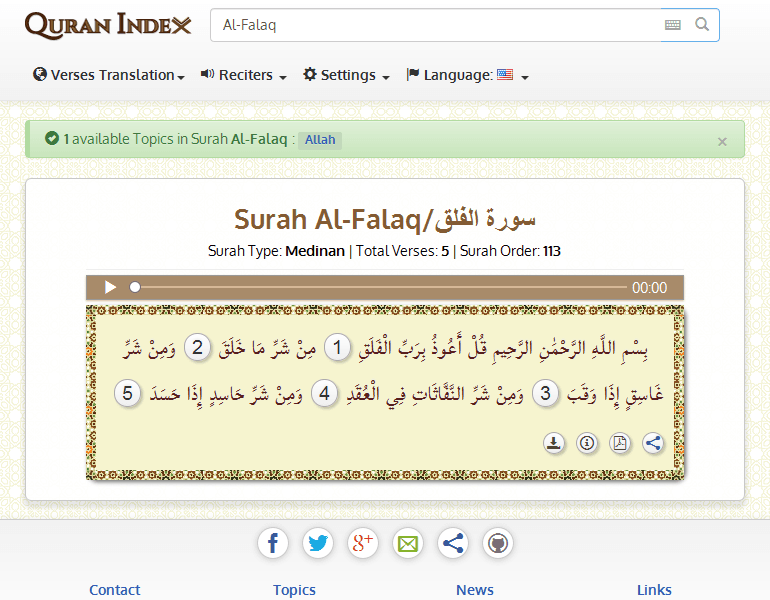 QURAN INDEX
Al-Falaq
Verses Translation Reciters Settings Language:
1 available Topics in Surah Al-Falaq : Allah ×
Surah Al-Falaq/سورة الفلق
Surah Type: Medinan | Total Verses: 5 | Surah Order: 113
00:00
بِسْمِ اللَّهِ الرَّحْمَٰنِ الرَّحِيمِ قُلْ أَعُوذُ بِرَبِّ الْفَلَقِ 1 مِنْ شَرِّ مَا خَلَقَ 2 وَمِنْ شَرِّ
غَاسِقٍ إِذَا وَقَبَ 3 وَمِنْ شَرِّ النَّفَّاثَاتِ فِي الْعُقَدِ 4 وَمِنْ شَرِّ حَاسِدٍ إِذَا حَسَدَ 5
f g+
Contact Topics News Links